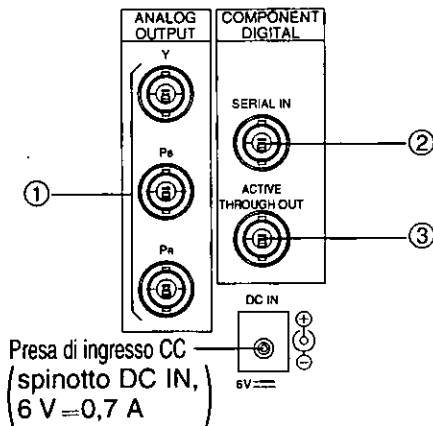 ANALOG
OUTPUT
COMPONENT
DIGITAL
Y
SERIAL IN
②
①
PB
ACTIVE
THROUGH OUT
③
PR
DC IN
⊕
⊖
6V⎓
Presa di ingresso CC
(spinotto DC IN,
6 V⎓0,7 A)